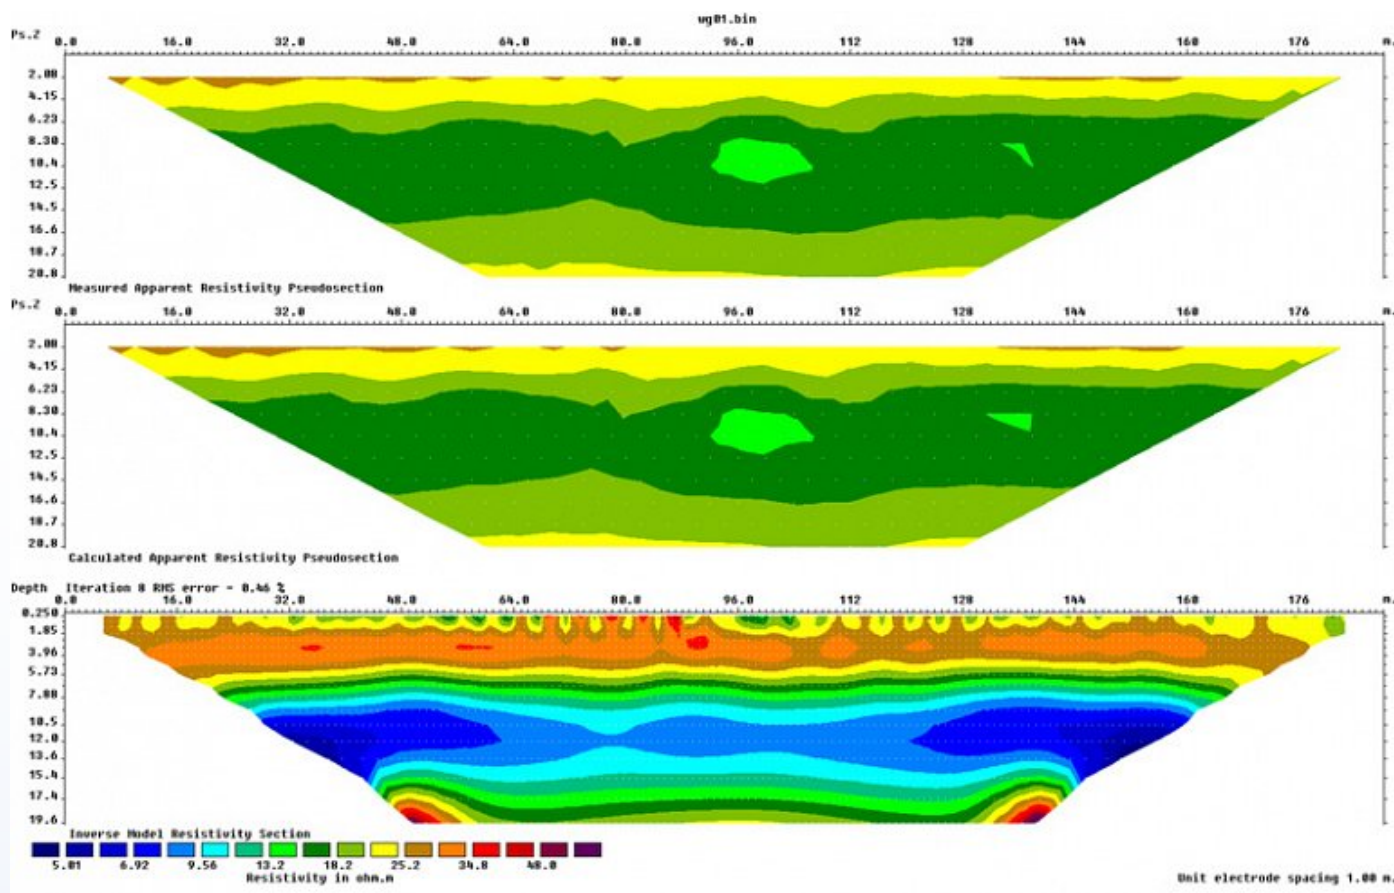 wg01.bin
Ps.Z 0.0 16.0 32.0 48.0 64.0 80.0 96.0 112 128 144 160 176 m.
2.08
4.15
6.23
8.30
10.4
12.5
14.5
16.6
18.7
20.8
Measured Apparent Resistivity Pseudosection
Ps.Z 0.0 16.0 32.0 48.0 64.0 80.0 96.0 112 128 144 160 176 m.
2.08
4.15
6.23
8.30
10.4
12.5
14.5
16.6
18.7
20.8
Calculated Apparent Resistivity Pseudosection
Depth Iteration 8 RMS error = 0.46 %
0.0 16.0 32.0 48.0 64.0 80.0 96.0 112 128 144 160 176 m.
0.250
1.85
3.96
5.73
7.88
10.5
12.0
13.6
15.4
17.4
19.6
Inverse Model Resistivity Section
5.01 6.92 9.56 13.2 18.2 25.2 34.8 48.0
Resistivity in ohm.m
Unit electrode spacing 1.00 m.